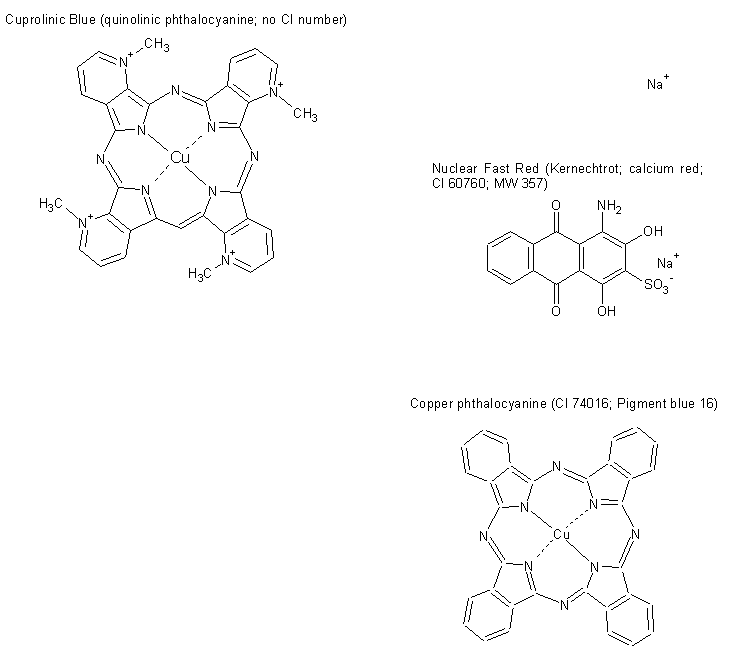 Cuprolinic Blue (quinolinic phthalocyanine; no CI number)
CH3
N+
N
N+
CH3
N
N
Cu
N
N
N
N
H3C
N+
N+
H3C
Na+
Nuclear Fast Red (Kernechtrot; calcium red;
CI 60760; MW 357)
O
NH2
OH
Na+
SO3-
O
OH
Copper phthalocyanine (CI 74016; Pigment blue 16)
N
N
N
N
Cu
N
N
N
N